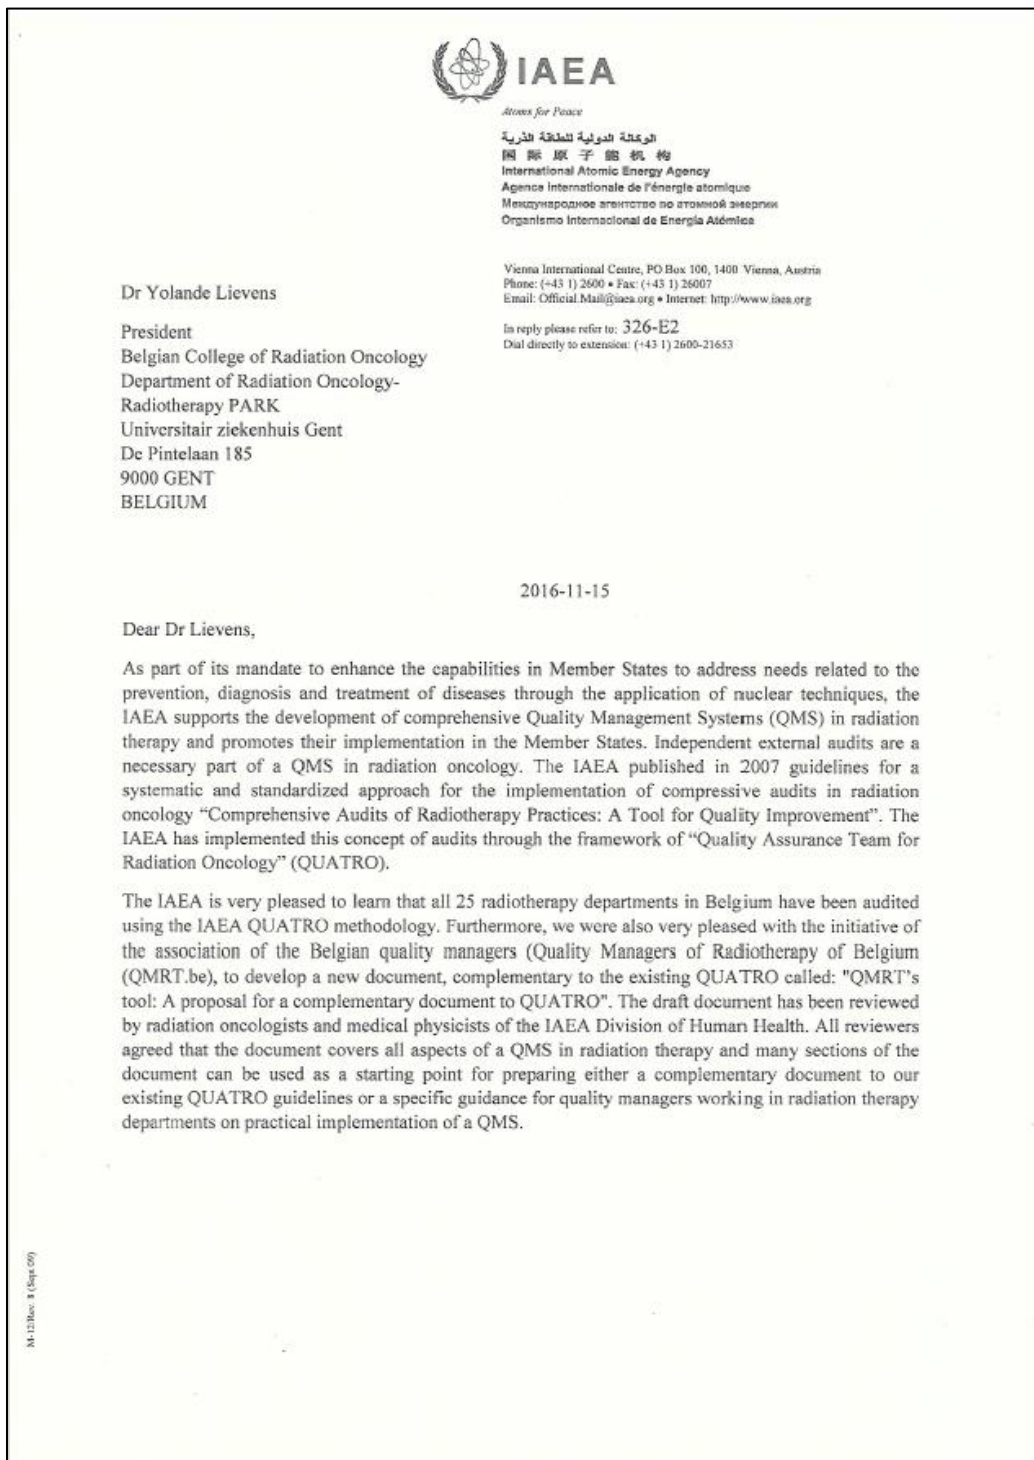 IAEA
Atoms for Peace
الوكالة الدولية للطاقة الذرية
国际原子能机构
International Atomic Energy Agency
Agence internationale de l'énergie atomique
Международное агентство по атомной энергии
Organismo Internacional de Energía Atómica
Vienna International Centre, PO Box 100, 1400 Vienna, Austria
Phone: (+43 1) 2600 • Fax: (+43 1) 26007
Email: Official.Mail@iaea.org • Internet: http://www.iaea.org
In reply please refer to: 326-E2
Dial directly to extension: (+43 1) 2600-21653
Dr Yolande Lievens
President
Belgian College of Radiation Oncology
Department of Radiation Oncology-
Radiotherapy PARK
Universitair ziekenhuis Gent
De Pintelaan 185
9000 GENT
BELGIUM
2016-11-15
Dear Dr Lievens,
As part of its mandate to enhance the capabilities in Member States to address needs related to the
prevention, diagnosis and treatment of diseases through the application of nuclear techniques, the
IAEA supports the development of comprehensive Quality Management Systems (QMS) in radiation
therapy and promotes their implementation in the Member States. Independent external audits are a
necessary part of a QMS in radiation oncology. The IAEA published in 2007 guidelines for a
systematic and standardized approach for the implementation of compressive audits in radiation
oncology “Comprehensive Audits of Radiotherapy Practices: A Tool for Quality Improvement”. The
IAEA has implemented this concept of audits through the framework of “Quality Assurance Team for
Radiation Oncology” (QUATRO).
The IAEA is very pleased to learn that all 25 radiotherapy departments in Belgium have been audited
using the IAEA QUATRO methodology. Furthermore, we were also very pleased with the initiative of
the association of the Belgian quality managers (Quality Managers of Radiotherapy of Belgium
(QMRT.be), to develop a new document, complementary to the existing QUATRO called: "QMRT's
tool: A proposal for a complementary document to QUATRO". The draft document has been reviewed
by radiation oncologists and medical physicists of the IAEA Division of Human Health. All reviewers
agreed that the document covers all aspects of a QMS in radiation therapy and many sections of the
document can be used as a starting point for preparing either a complementary document to our
existing QUATRO guidelines or a specific guidance for quality managers working in radiation therapy
departments on practical implementation of a QMS.
M-12/Rev. 8 (Sept 09)